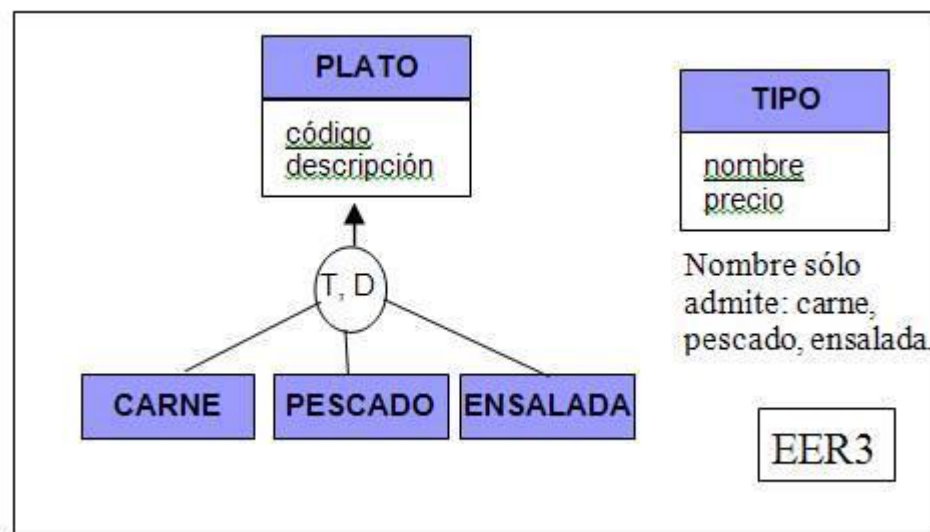 PLATO
código
descripción
T, D
CARNE
PESCADO
ENSALADA
TIPO
nombre
precio
Nombre sólo
admite: carne,
pescado, ensalada.
EER3